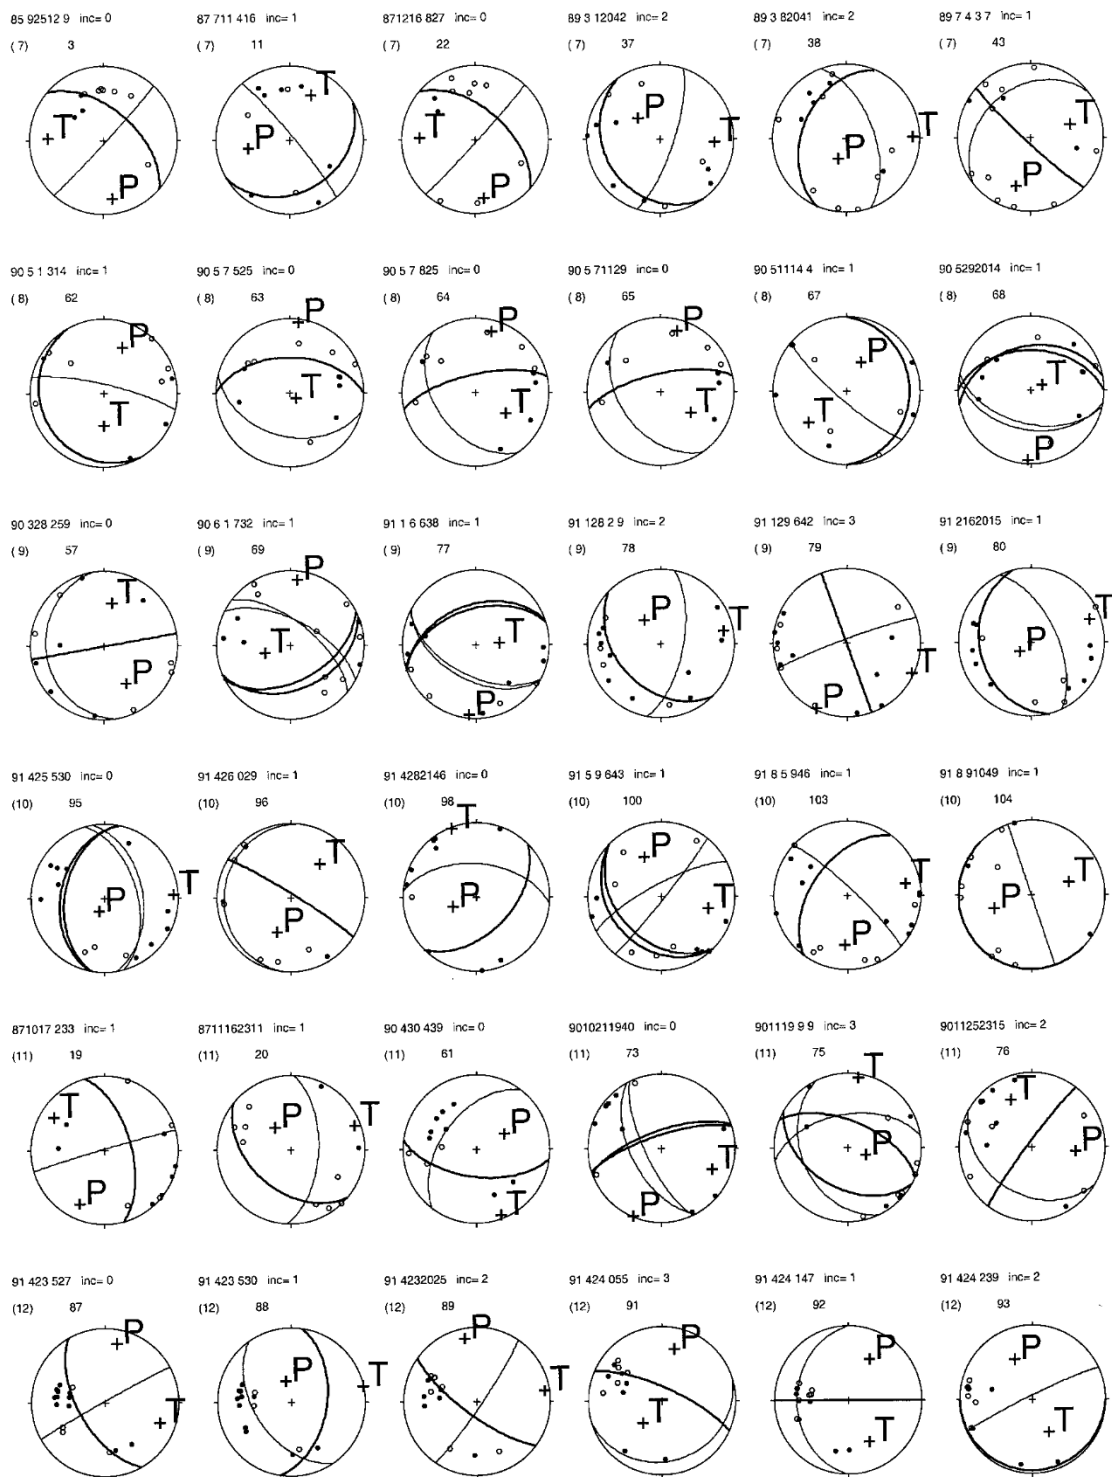 85 92512 9 inc= 0 87 711 416 inc= 1 871216 827 inc= 0 89 3 12042 inc= 2 89 3 82041 inc= 2 89 7 4 3 7 inc= 1
( 7) 3 ( 7) 11 ( 7) 22 ( 7) 37 ( 7) 38 ( 7) 43
T P T P T P P T P T T P
90 5 1 314 inc= 1 90 5 7 525 inc= 0 90 5 7 825 inc= 0 90 5 71129 inc= 0 90 51114 4 inc= 1 90 5292014 inc= 1
( 8) 62 ( 8) 63 ( 8) 64 ( 8) 65 ( 8) 67 ( 8) 68
P T P T P T P T P T T P
90 328 259 inc= 0 90 6 1 732 inc= 1 91 1 6 638 inc= 1 91 128 2 9 inc= 2 91 129 642 inc= 3 91 2162015 inc= 1
( 9) 57 ( 9) 69 ( 9) 77 ( 9) 78 ( 9) 79 ( 9) 80
T P P T T P P T T P T P
91 425 530 inc= 0 91 426 029 inc= 1 91 4282146 inc= 0 91 5 9 643 inc= 1 91 8 5 946 inc= 1 91 8 91049 inc= 1
(10) 95 (10) 96 (10) 98 (10) 100 (10) 103 (10) 104
T P T P T P P T T P T P
871017 233 inc= 1 8711162311 inc= 1 90 430 439 inc= 0 9010211940 inc= 0 901119 9 9 inc= 3 9011252315 inc= 2
(11) 19 (11) 20 (11) 61 (11) 73 (11) 75 (11) 76
T P P T P T T P T P T P
91 423 527 inc= 0 91 423 530 inc= 1 91 4232025 inc= 2 91 424 055 inc= 3 91 424 147 inc= 1 91 424 239 inc= 2
(12) 87 (12) 88 (12) 89 (12) 91 (12) 92 (12) 93
P T P T P T P T P T P T